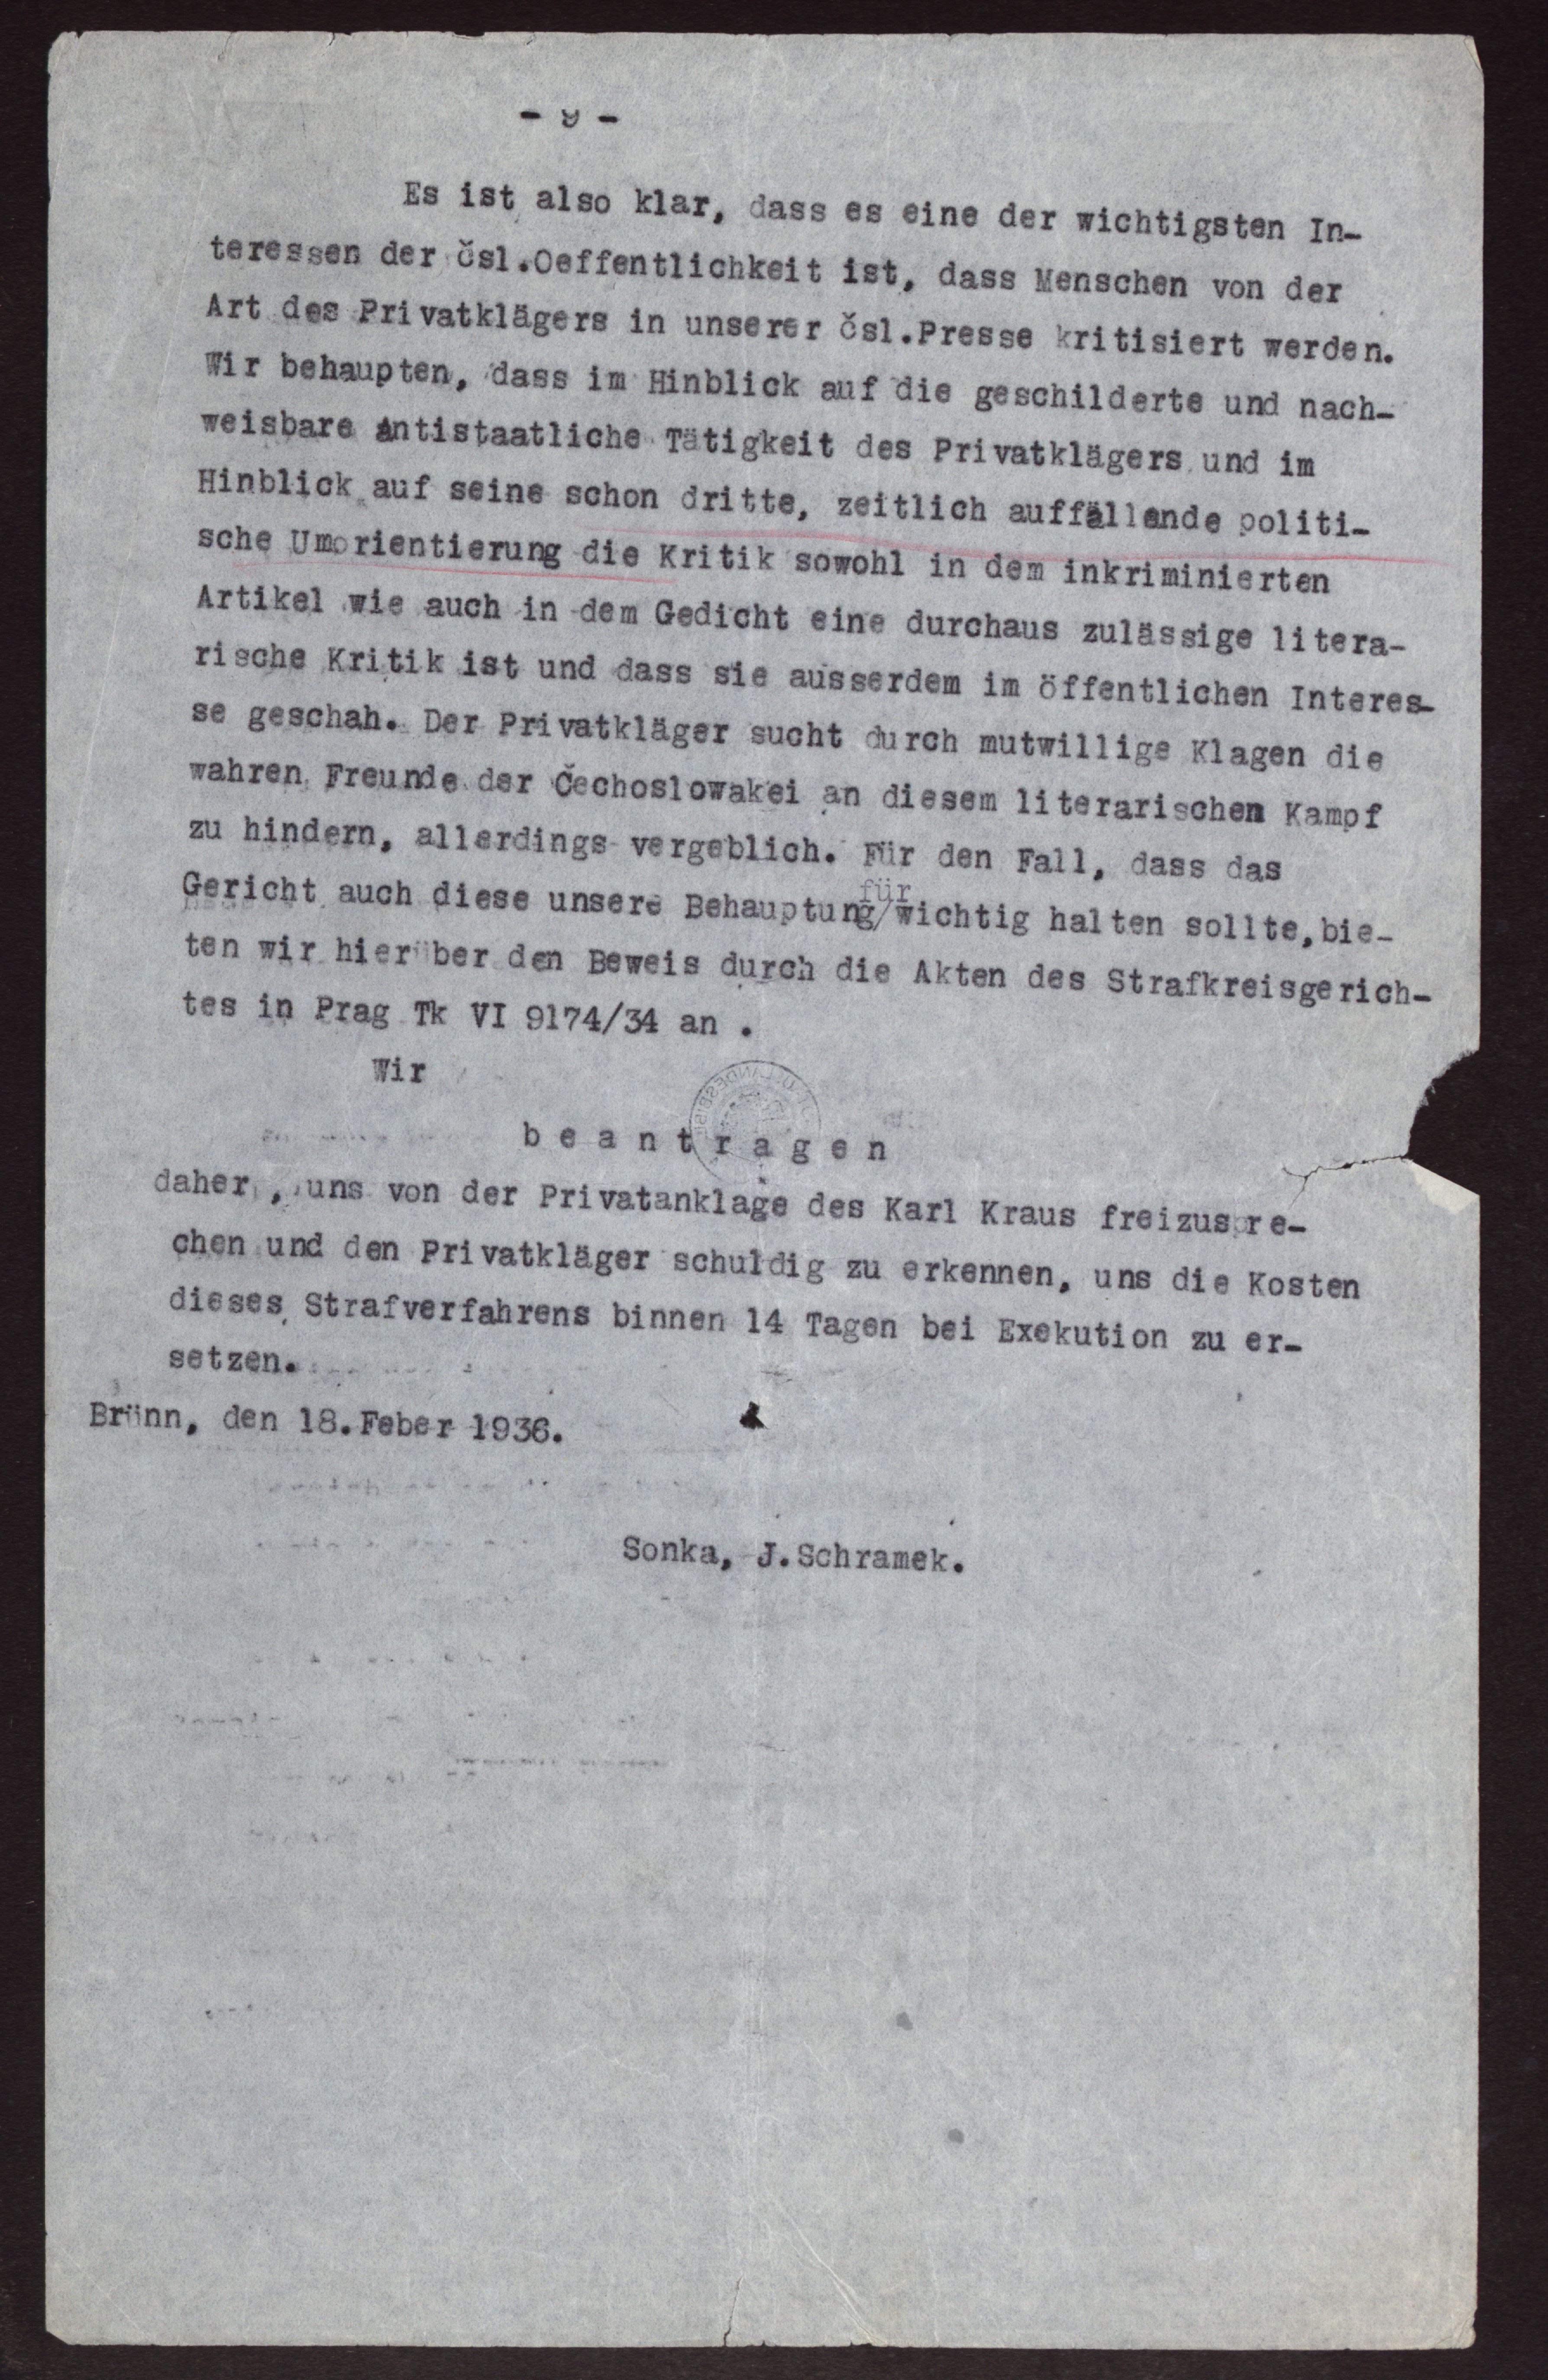 - 9 -
Es ist also klar, dass es eine der wichtigsten In-
teressen der čsl.Oeffentlichkeit ist, dass Menschen von der
Art des Privatklägers in unserer čsl.Presse kritisiert werden.
Wir behaupten, dass im Hinblick auf die geschilderte und nach-
weisbare antistaatliche Tätigkeit des Privatklägers und im
Hinblick auf seine schon dritte, zeitlich auffällende politi-
sche Umorientierung die Kritik sowohl in dem inkriminierten
Artikel wie auch in dem Gedicht eine durchaus zulässige litera-
rische Kritik ist und dass sie ausserdem im öffentlichen Interes-
se geschah. Der Privatkläger sucht durch mutwillige Klagen die
wahren Freunde der Čechoslowakei an diesem literarischen Kampf
zu hindern, allerdings vergeblich. Für den Fall, dass das
Gericht auch diese unsere Behauptung/für wichtig halten sollte,bie-
ten wir hierüber den Beweis durch die Akten des Strafkreisgerich-
tes in Prag Tk VI 9174/34 an .
Wir
b e a n t r a g e n
daher , uns von der Privatanklage des Karl Kraus freizuspre-
chen und den Privatkläger schuldig zu erkennen, uns die Kosten
dieses Strafverfahrens binnen 14 Tagen bei Exekution zu er-
setzen.
Brünn, den 18.Feber 1936.
Sonka, J.Schramek.